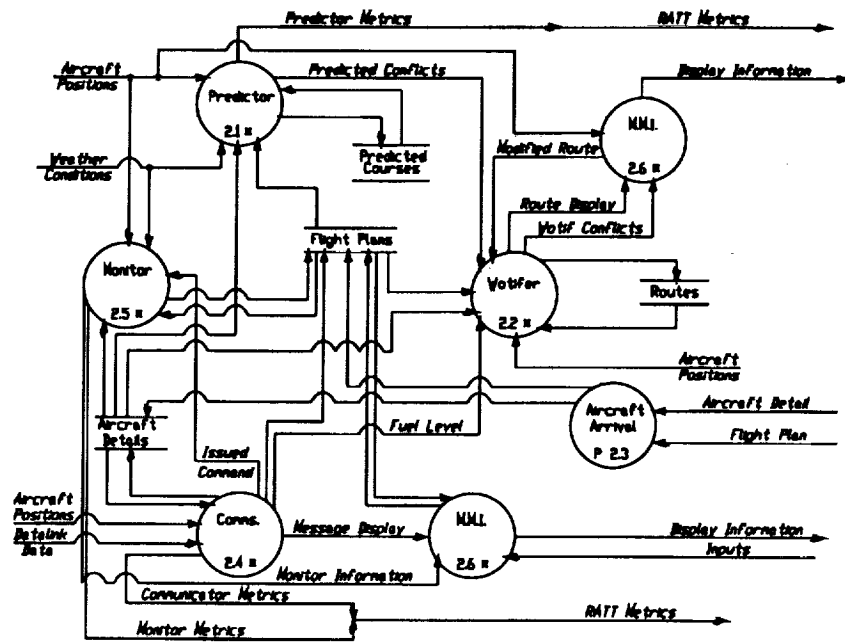 Predictor Metrics
RATT Metrics
Aircraft
Positions
Predicted Conflicts
Display Information
Predictor
2.1 *
M.M.I.
2.6 *
Weather
Conditions
Predicted
Courses
Modified Route
Route Display
Wotif Conflicts
Flight Plans
Monitor
2.5 *
Wotifer
2.2 *
Routes
Aircraft
Positions
Aircraft
Details
Issued
Command
Fuel Level
Aircraft
Arrival
P 2.3
Aircraft Detail
Flight Plan
Aircraft
Positions
Datalink
Data
Comms.
2.4 *
Message Display
M.M.I.
2.6 *
Display Information
Inputs
Monitor Information
Communicator Metrics
RATT Metrics
Monitor Metrics